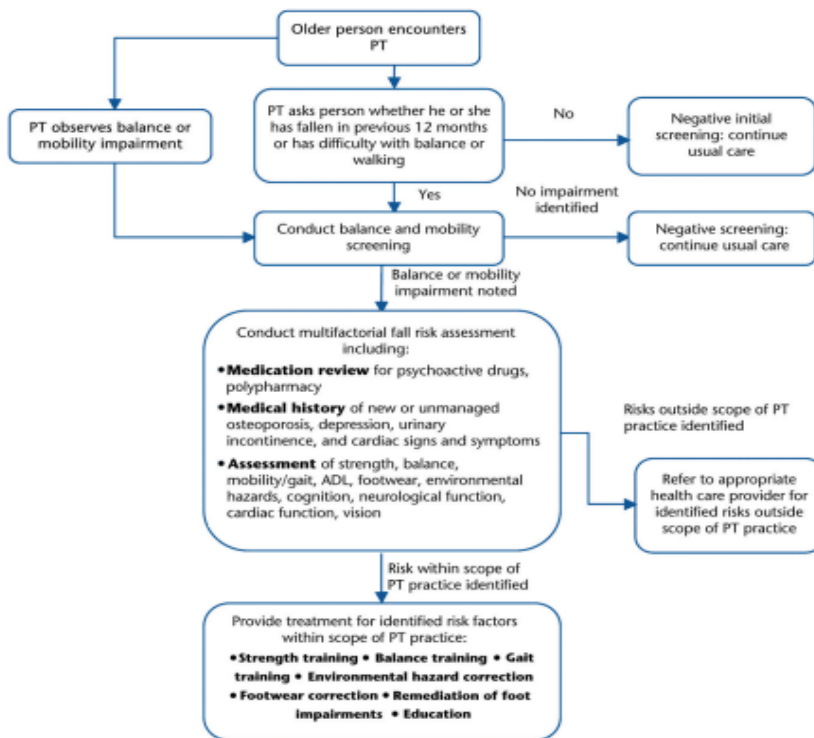 Older person encounters
PT
PT observes balance or
mobility impairment
PT asks person whether he or she
has fallen in previous 12 months
or has difficulty with balance or
walking
No
Negative initial
screening: continue
usual care
Yes
No impairment
identified
Conduct balance and mobility
screening
Negative screening:
continue usual care
Balance or mobility
impairment noted
Conduct multifactorial fall risk assessment
including:
•Medication review for psychoactive drugs,
polypharmacy
•Medical history of new or unmanaged
osteoporosis, depression, urinary
incontinence, and cardiac signs and symptoms
•Assessment of strength, balance,
mobility/gait, ADL, footwear, environmental
hazards, cognition, neurological function,
cardiac function, vision
Risks outside scope of PT
practice identified
Refer to appropriate
health care provider for
identified risks outside
scope of PT practice
Risk within scope of
PT practice identified
Provide treatment for identified risk factors
within scope of PT practice:
•Strength training •Balance training •Gait
training •Environmental hazard correction
•Footwear correction •Remediation of foot
impairments •Education